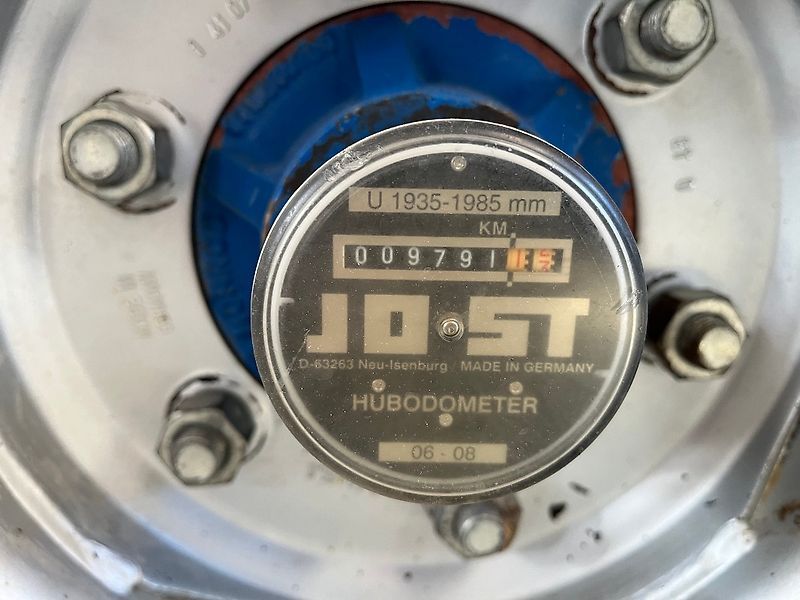 U 1935-1985 mm
KM
009791
JOST
D-63263 Neu-Isenburg / MADE IN GERMANY
HUBODOMETER
06 - 08